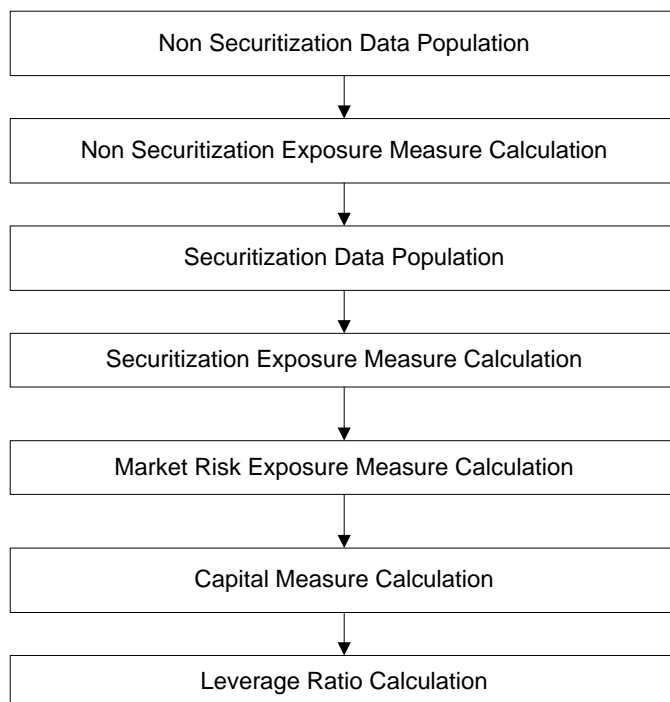 Non Securitization Data Population
Non Securitization Exposure Measure Calculation
Securitization Data Population
Securitization Exposure Measure Calculation
Market Risk Exposure Measure Calculation
Capital Measure Calculation
Leverage Ratio Calculation